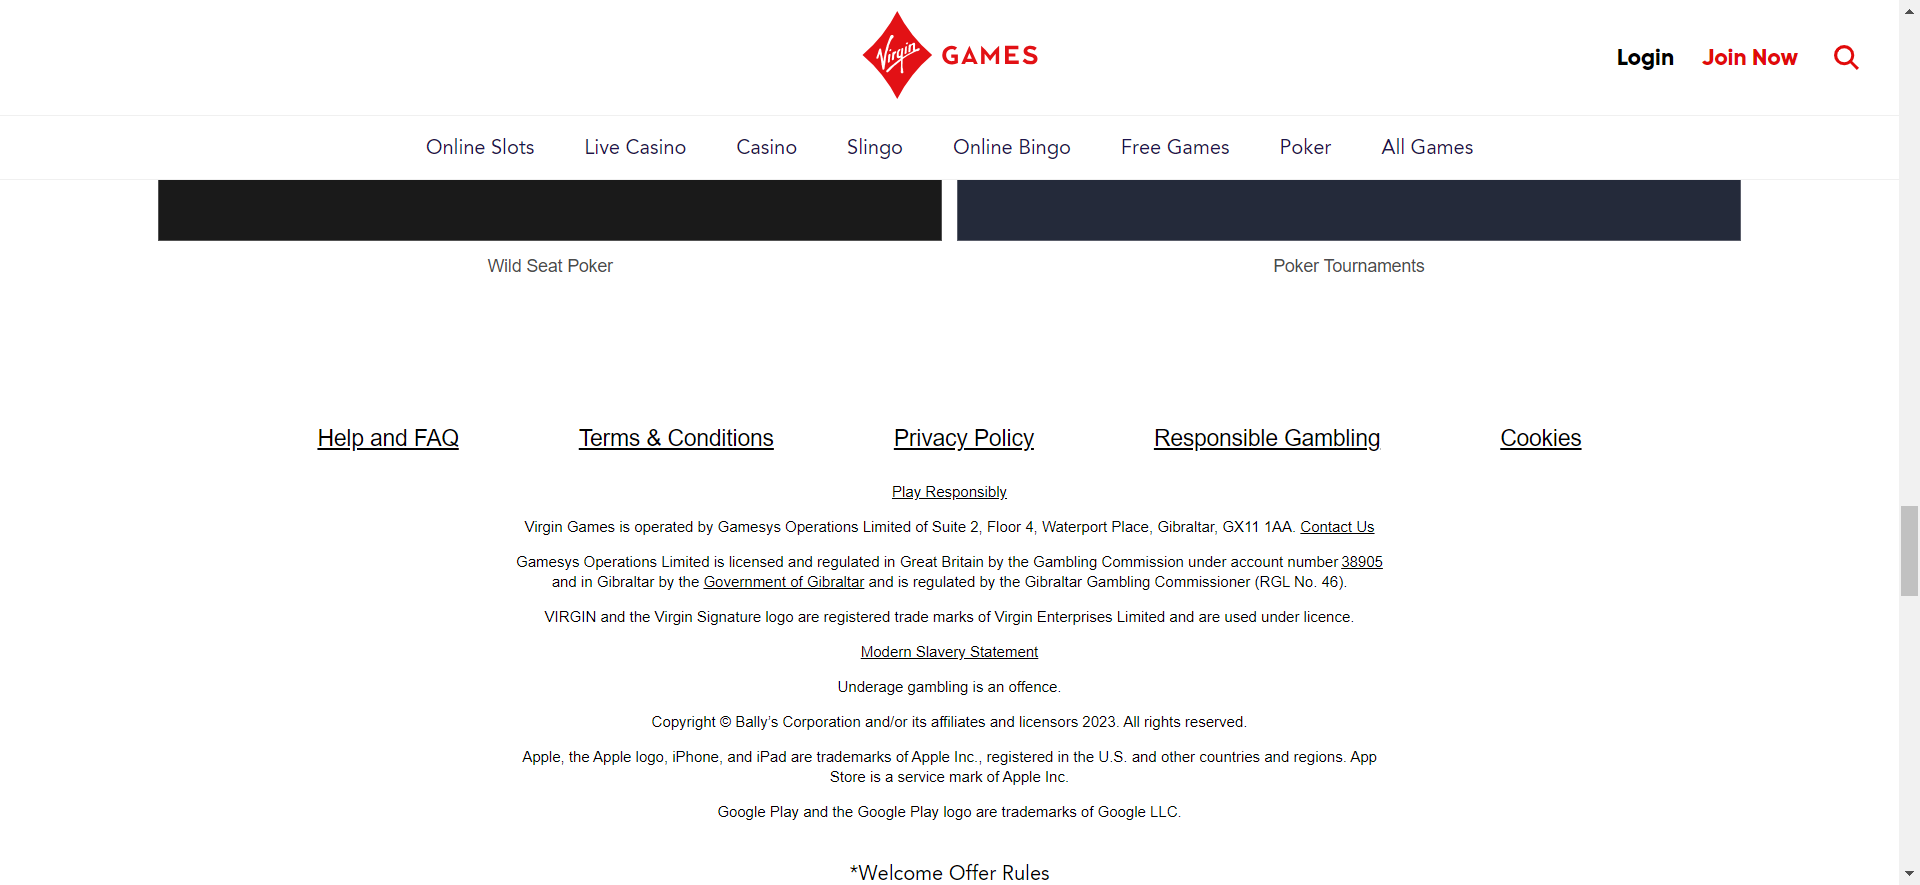 Virgin GAMES
Login Join Now
Online Slots Live Casino Casino Slingo Online Bingo Free Games Poker All Games
Wild Seat Poker Poker Tournaments
Help and FAQ Terms & Conditions Privacy Policy Responsible Gambling Cookies
Play Responsibly
Virgin Games is operated by Gamesys Operations Limited of Suite 2, Floor 4, Waterport Place, Gibraltar, GX11 1AA. Contact Us
Gamesys Operations Limited is licensed and regulated in Great Britain by the Gambling Commission under account number 38905
and in Gibraltar by the Government of Gibraltar and is regulated by the Gibraltar Gambling Commissioner (RGL No. 46).
VIRGIN and the Virgin Signature logo are registered trade marks of Virgin Enterprises Limited and are used under licence.
Modern Slavery Statement
Underage gambling is an offence.
Copyright © Bally's Corporation and/or its affiliates and licensors 2023. All rights reserved.
Apple, the Apple logo, iPhone, and iPad are trademarks of Apple Inc., registered in the U.S. and other countries and regions. App
Store is a service mark of Apple Inc.
Google Play and the Google Play logo are trademarks of Google LLC.
*Welcome Offer Rules